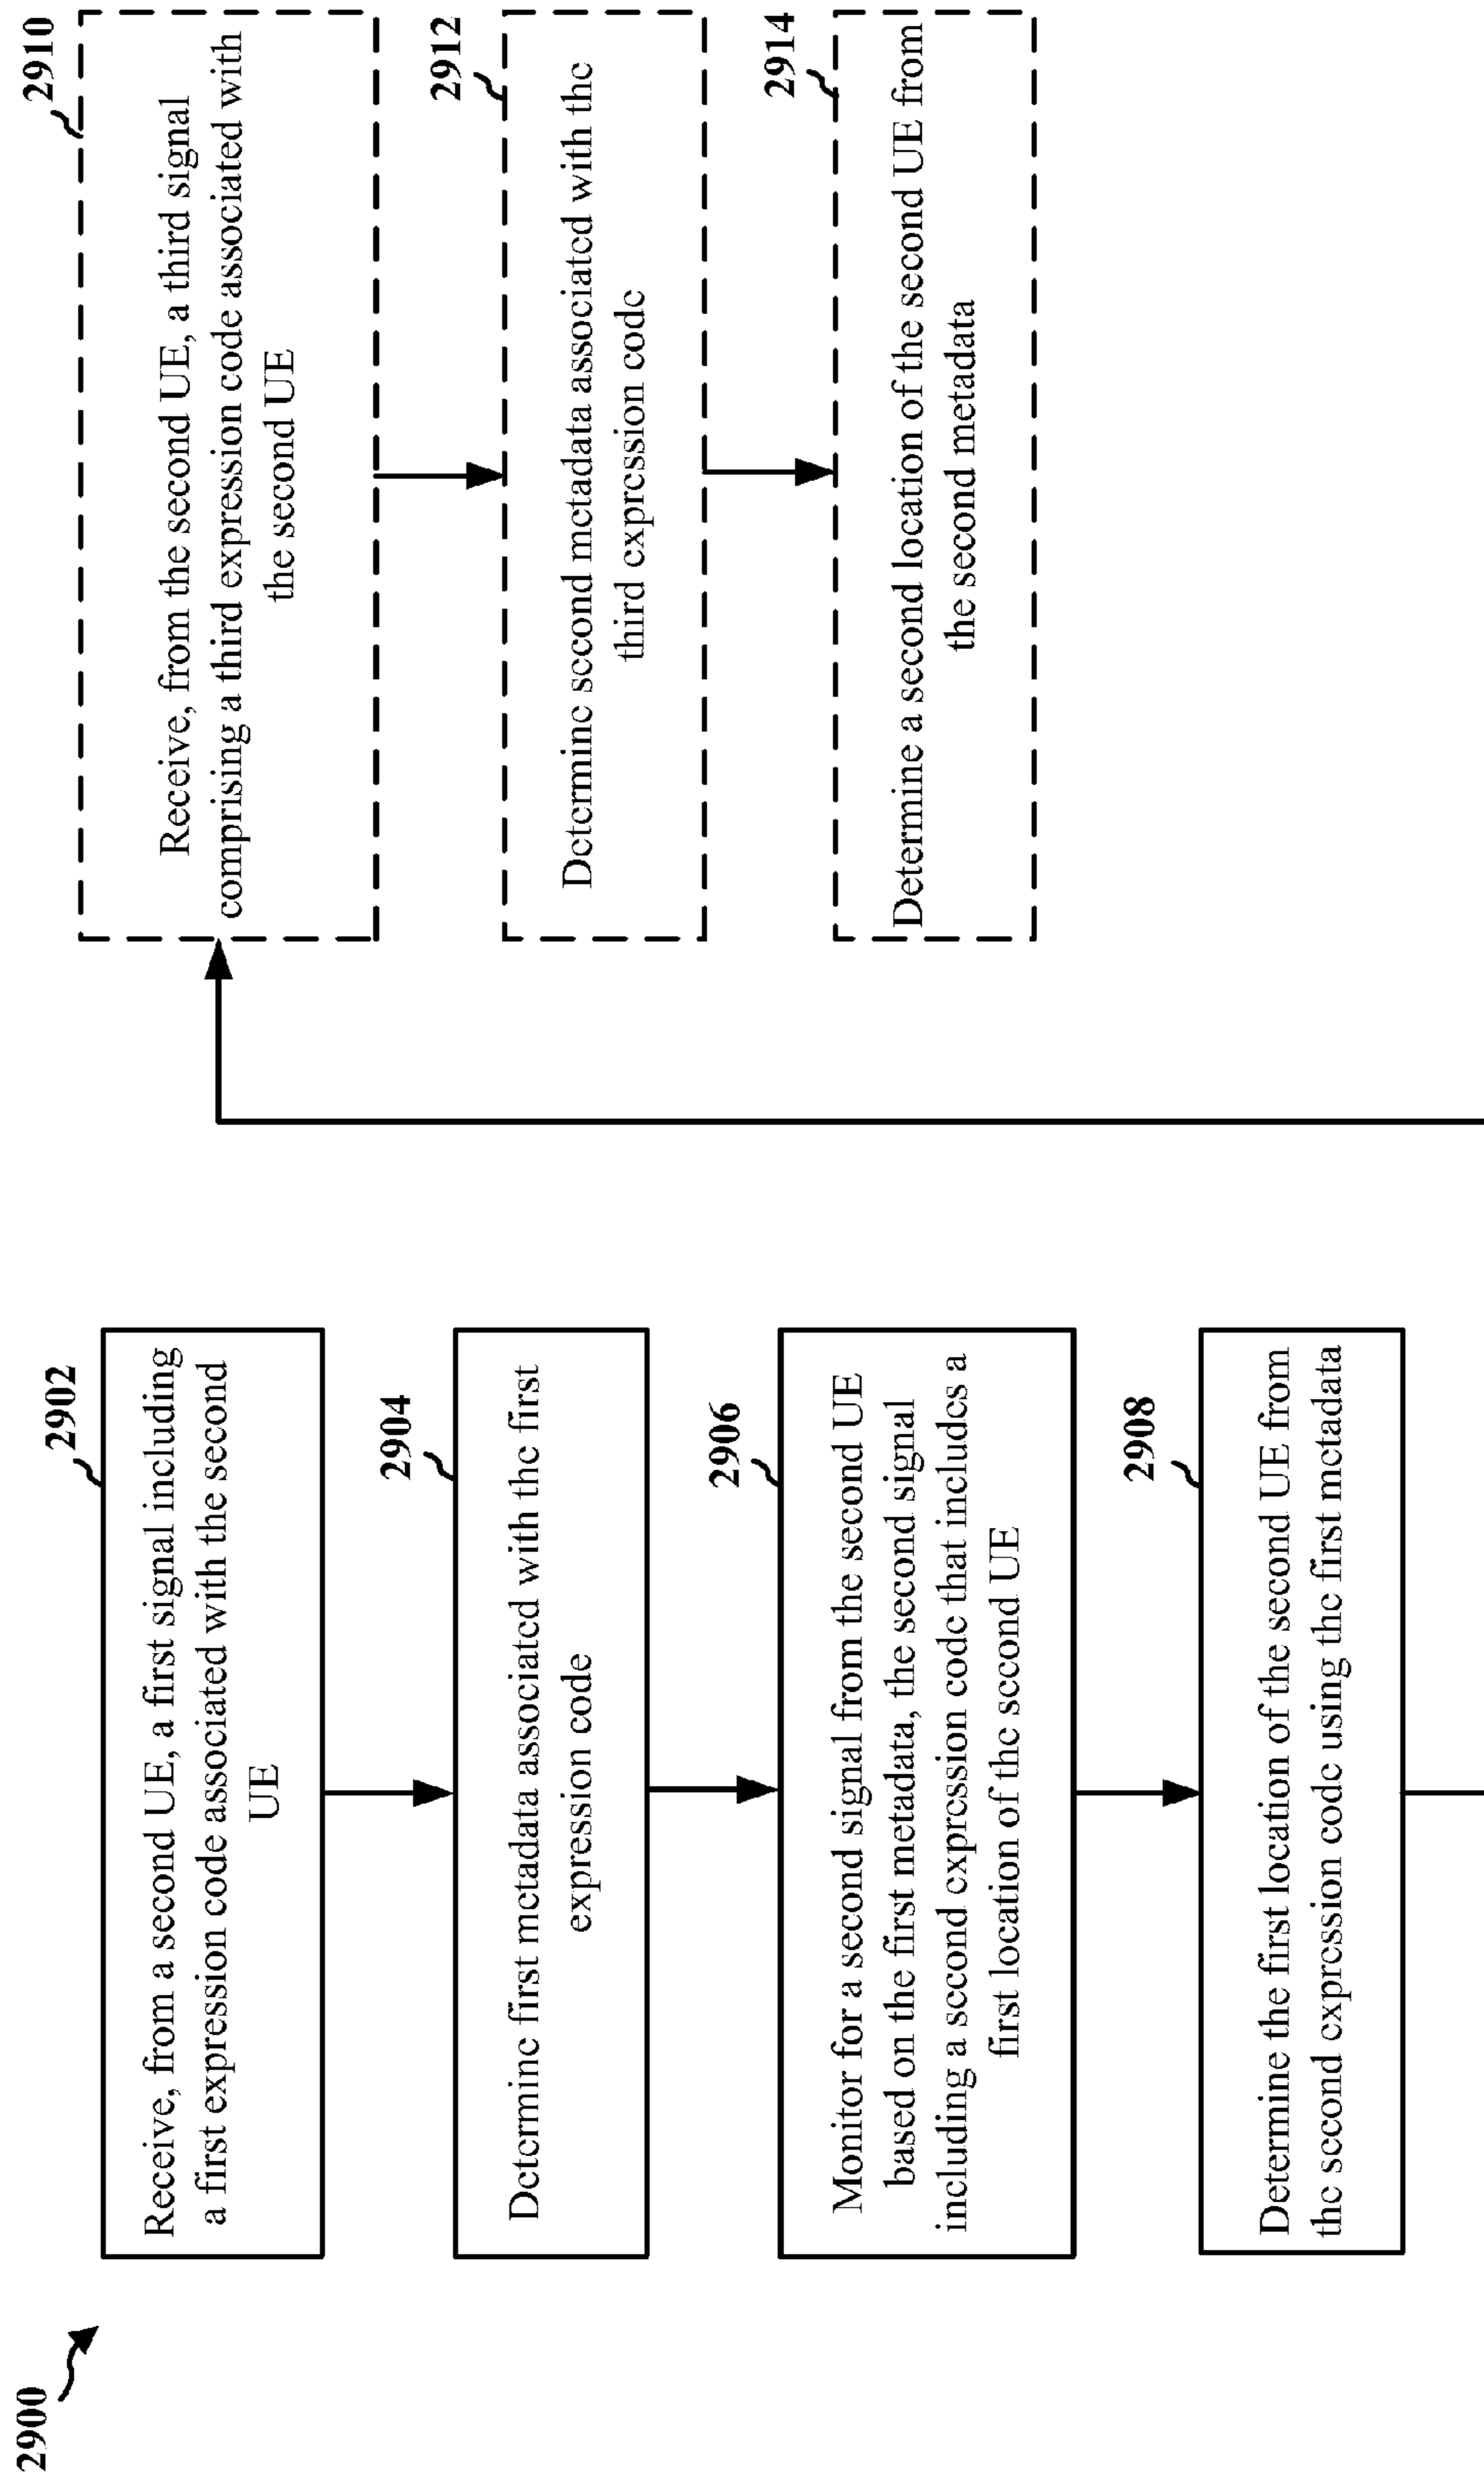 2900
2902
Receive, from a second UE, a first signal including
a first expression code associated with the second
UE
2904
Determine first metadata associated with the first
expression code
2906
Monitor for a second signal from the second UE
based on the first metadata, the second signal
including a second expression code that includes a
first location of the second UE
2908
Determine the first location of the second UE from
the second expression code using the first metadata
2910
Receive, from the second UE, a third signal
comprising a third expression code associated with
the second UE
2912
Determine second metadata associated with the
third expression code
2914
Determine a second location of the second UE from
the second metadata